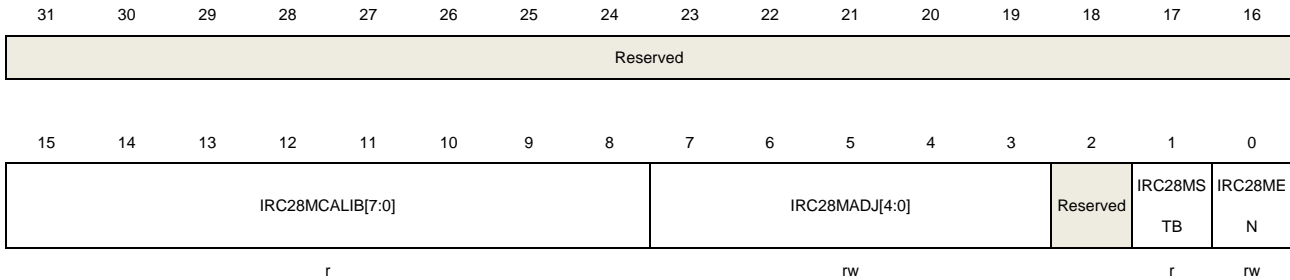 31 30 29 28 27 26 25 24 23 22 21 20 19 18 17 16
Reserved
15 14 13 12 11 10 9 8 7 6 5 4 3 2 1 0
IRC28MCALIB[7:0] IRC28MADJ[4:0] Reserved IRC28MS TB IRC28ME N
r rw r rw